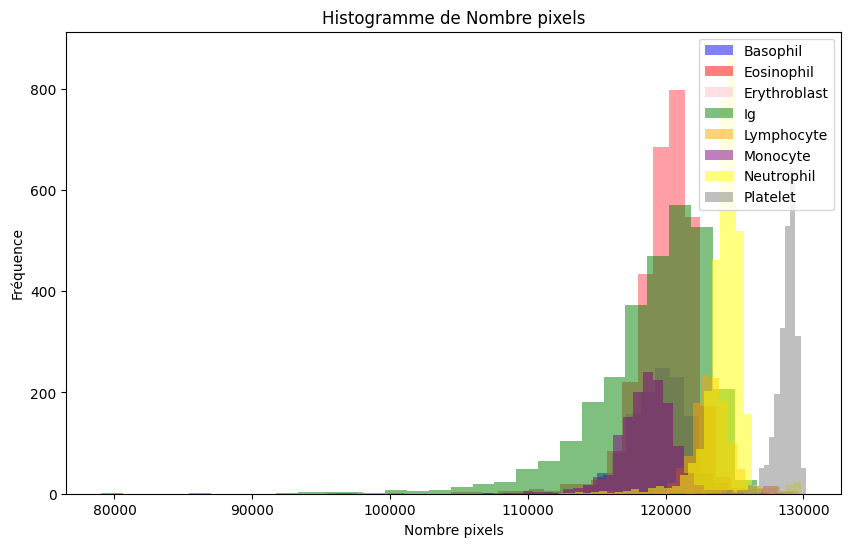 Histogramme de Nombre pixels
Basophil
Eosinophil
Erythroblast
Ig
Lymphocyte
Monocyte
Neutrophil
Platelet
Fréquence
800
600
400
200
0
80000 90000 100000 110000 120000 130000
Nombre pixels